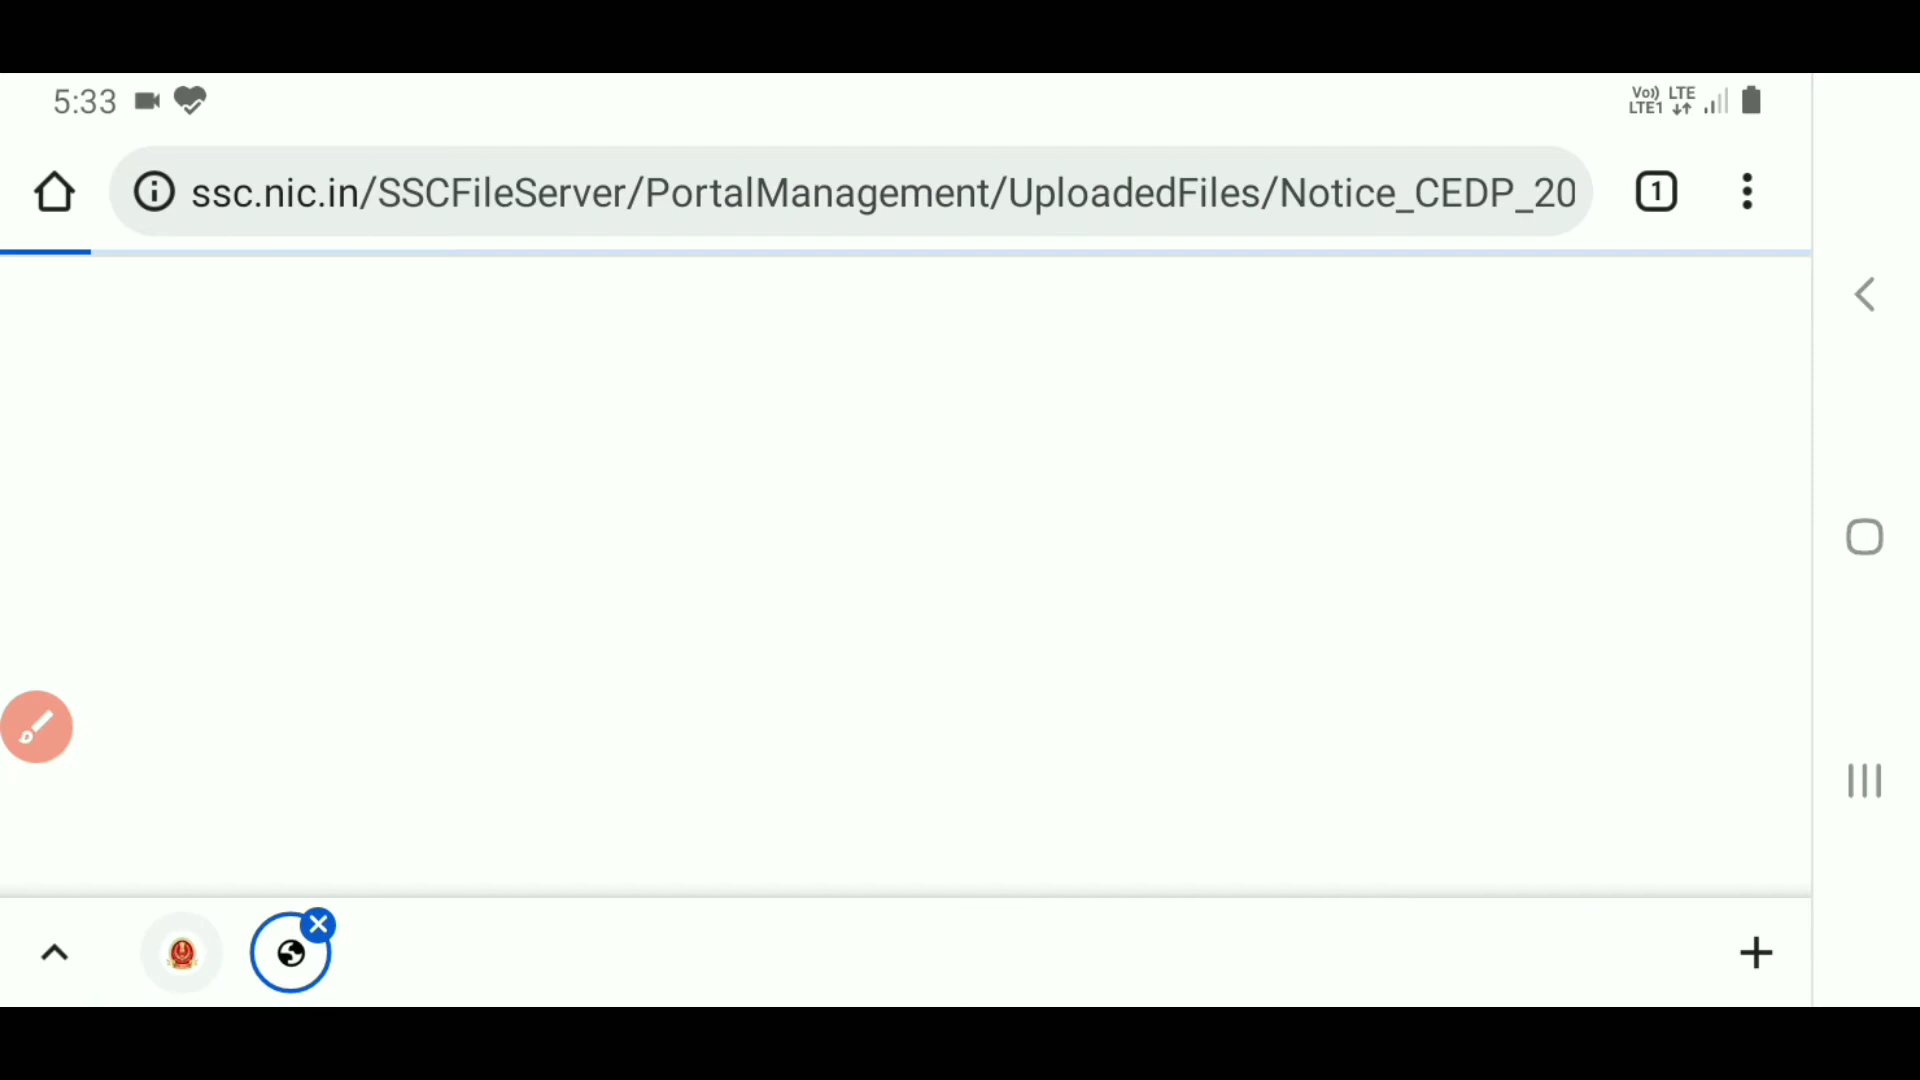 5:33
Vo)) LTE
LTE1
ssc.nic.in/SSCFileServer/PortalManagement/UploadedFiles/Notice_CEDP_20
1